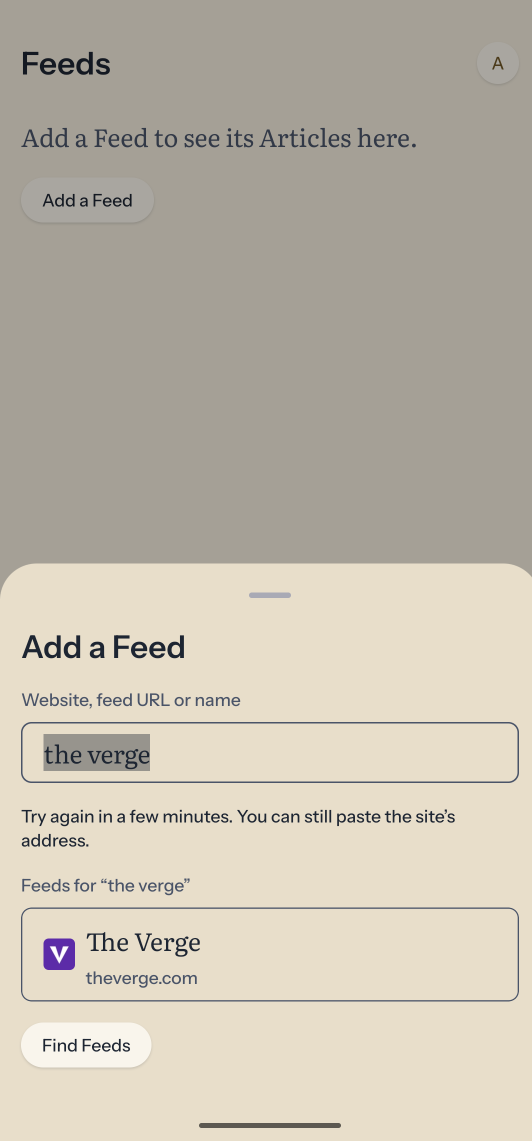 Feeds
A
Add a Feed to see its Articles here.
Add a Feed
Add a Feed
Website, feed URL or name
the verge
Try again in a few minutes. You can still paste the site’s
address.
Feeds for “the verge”
V
The Verge
theverge.com
Find Feeds